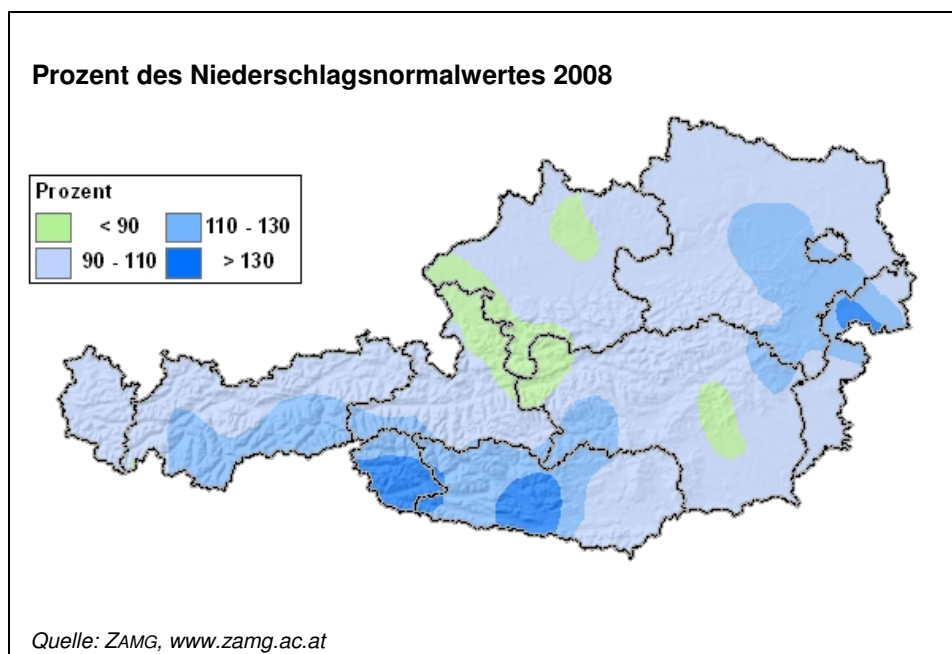 Prozent des Niederschlagsnormalwertes 2008
Prozent
< 90 110 - 130
90 - 110 > 130
Quelle: ZAMG, www.zamg.ac.at